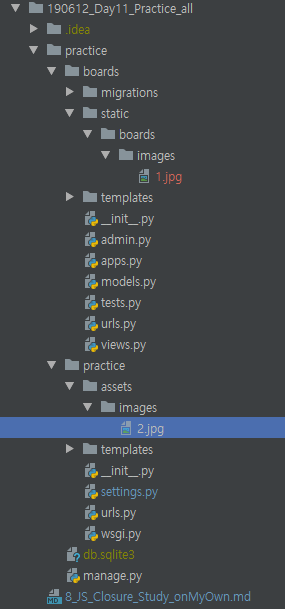 190612_Day11_Practice_all
.idea
practice
boards
migrations
static
boards
images
1.jpg
templates
__init__.py
admin.py
apps.py
models.py
tests.py
urls.py
views.py
practice
assets
images
2.jpg
templates
__init__.py
settings.py
urls.py
wsgi.py
db.sqlite3
manage.py
MD 8_JS_Closure_Study_onMyOwn.md